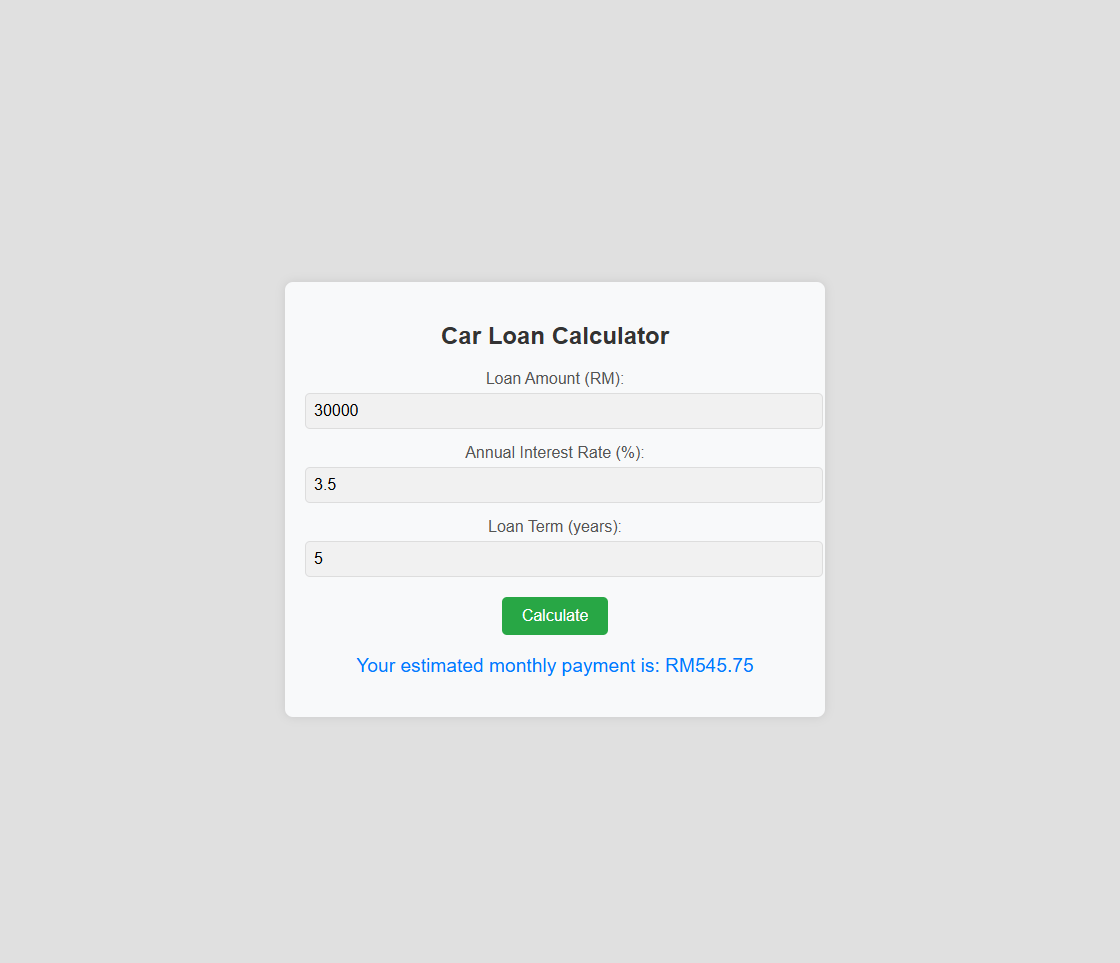 Car Loan Calculator
Loan Amount (RM):
30000
Annual Interest Rate (%):
3.5
Loan Term (years):
5
Calculate
Your estimated monthly payment is: RM545.75